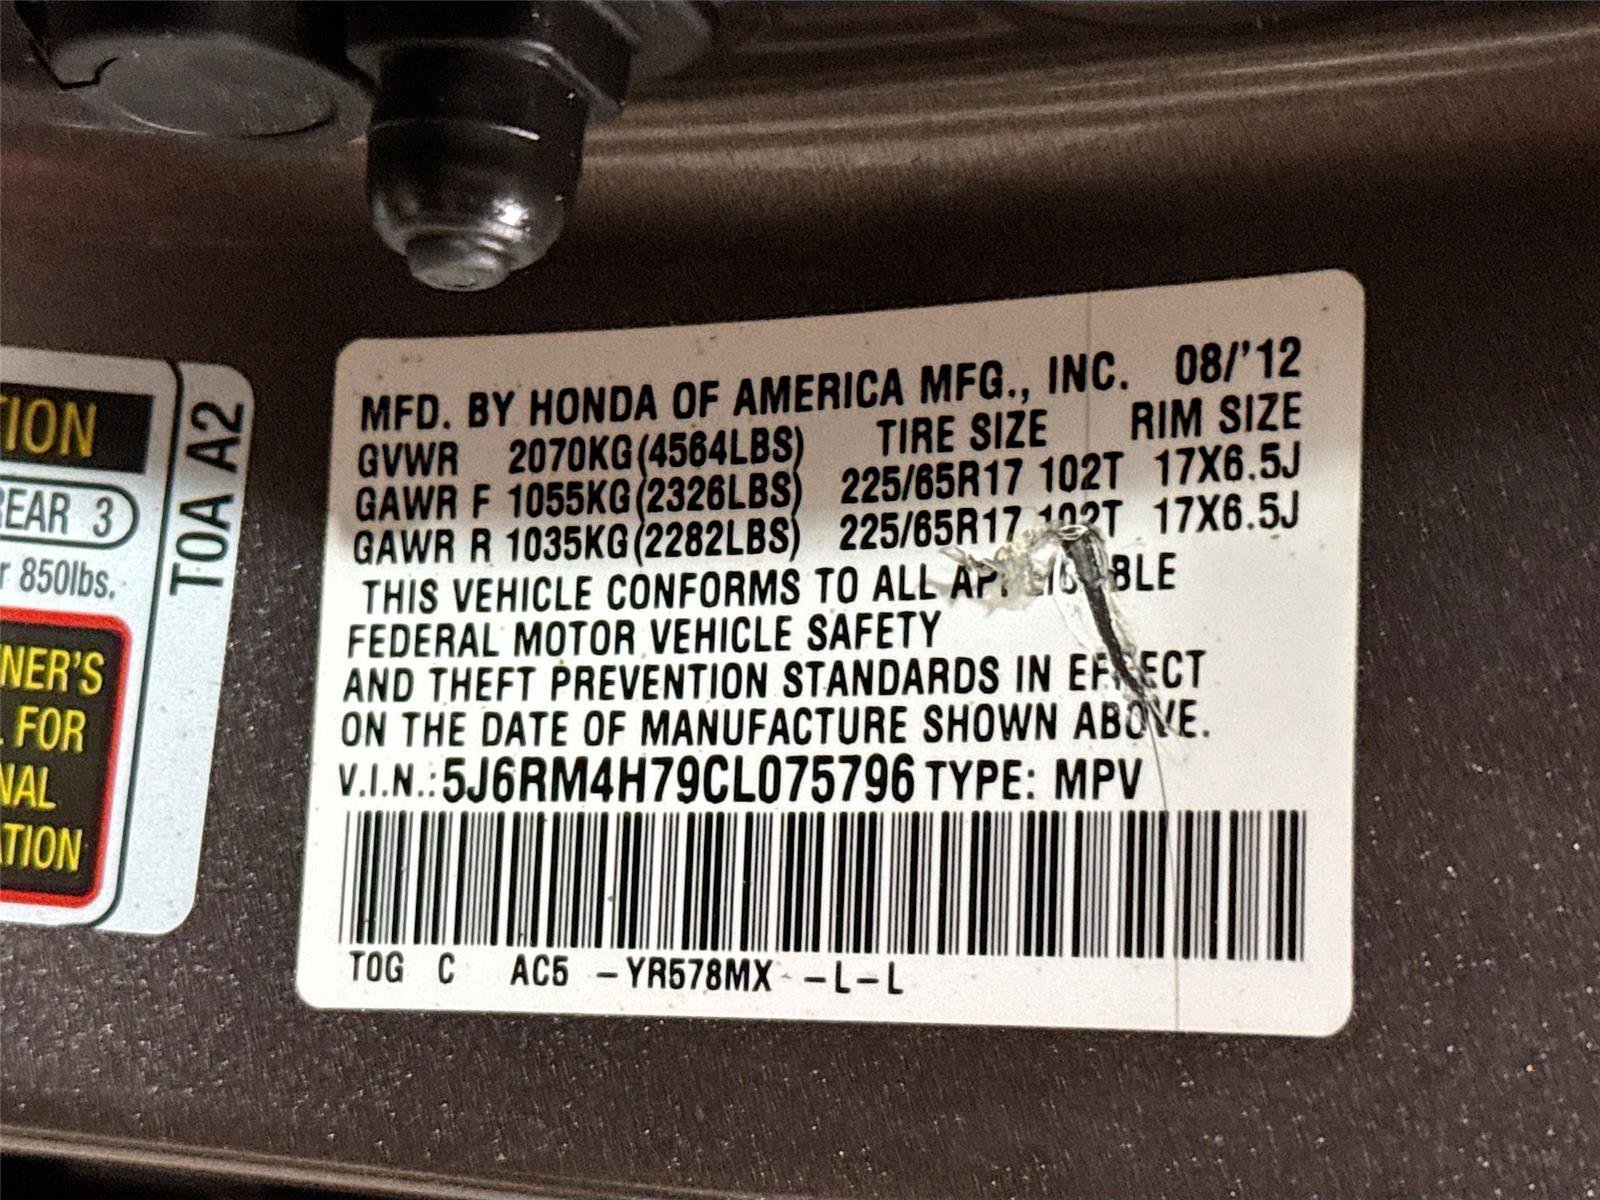 TION
REAR 3
r 850lbs.
NER'S
L FOR
NAL
ATION
T0A A2
MFD. BY HONDA OF AMERICA MFG., INC. 08/'12
GVWR 2070KG(4564LBS) TIRE SIZE RIM SIZE
GAWR F 1055KG(2326LBS) 225/65R17 102T 17X6.5J
GAWR R 1035KG(2282LBS) 225/65R17 102T 17X6.5J
THIS VEHICLE CONFORMS TO ALL APPLICABLE
FEDERAL MOTOR VEHICLE SAFETY
AND THEFT PREVENTION STANDARDS IN EFFECT
ON THE DATE OF MANUFACTURE SHOWN ABOVE.
V.I.N.:5J6RM4H79CL075796 TYPE: MPV
T0G C AC5 -YR578MX -L-L